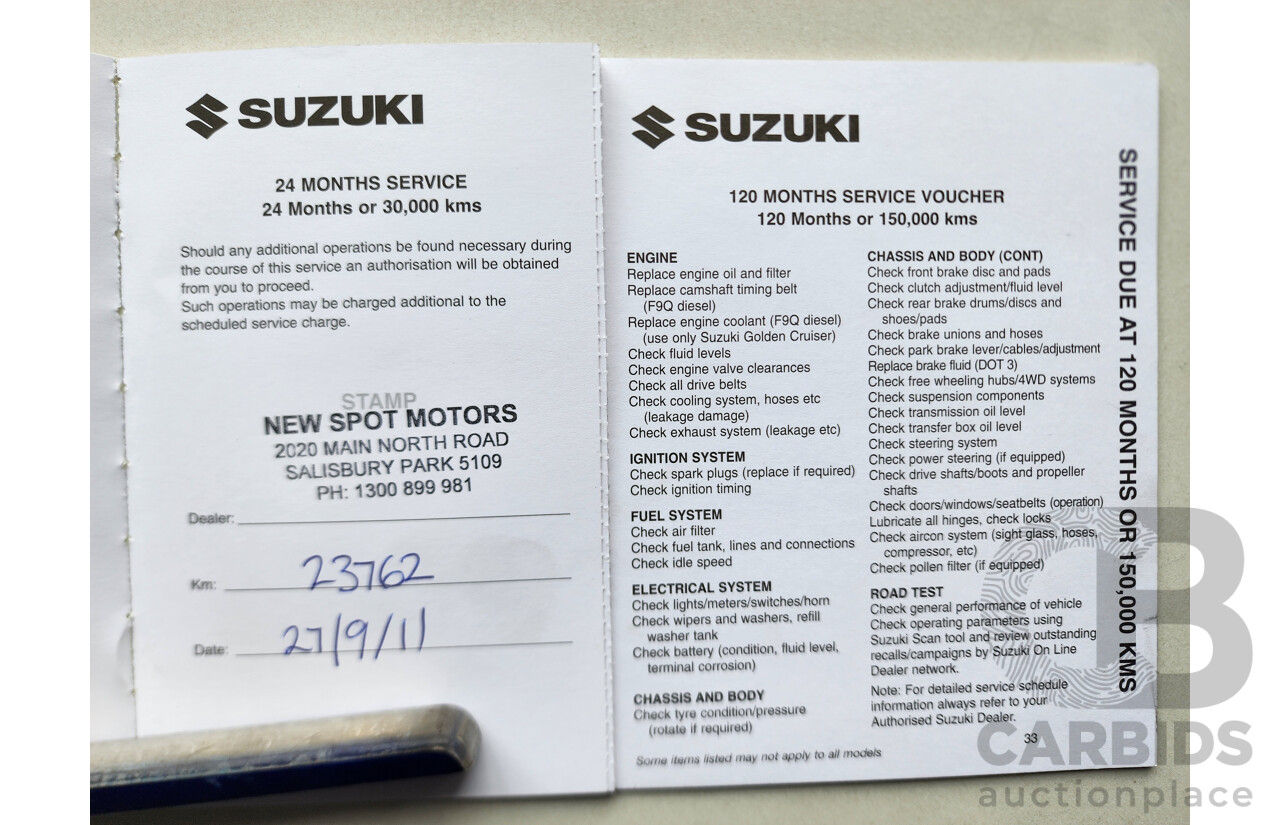 SUZUKI
24 MONTHS SERVICE
24 Months or 30,000 kms
Should any additional operations be found necessary during
the course of this service an authorisation will be obtained
from you to proceed.
Such operations may be charged additional to the
scheduled service charge.
STAMP
NEW SPOT MOTORS
2020 MAIN NORTH ROAD
SALISBURY PARK 5109
PH: 1300 899 981
Dealer:
Km: 23762
Date: 27/9/11
SUZUKI
120 MONTHS SERVICE VOUCHER
120 Months or 150,000 kms
ENGINE
Replace engine oil and filter
Replace camshaft timing belt
(F9Q diesel)
Replace engine coolant (F9Q diesel)
(use only Suzuki Golden Cruiser)
Check fluid levels
Check engine valve clearances
Check all drive belts
Check cooling system, hoses etc
(leakage damage)
Check exhaust system (leakage etc)
IGNITION SYSTEM
Check spark plugs (replace if required)
Check ignition timing
FUEL SYSTEM
Check air filter
Check fuel tank, lines and connections
Check idle speed
ELECTRICAL SYSTEM
Check lights/meters/switches/horn
Check wipers and washers, refill
washer tank
Check battery (condition, fluid level,
terminal corrosion)
CHASSIS AND BODY
Check tyre condition/pressure
(rotate if required)
CHASSIS AND BODY (CONT)
Check front brake disc and pads
Check clutch adjustment/fluid level
Check rear brake drums/discs and
shoes/pads
Check brake unions and hoses
Check park brake lever/cables/adjustment
Replace brake fluid (DOT 3)
Check free wheeling hubs/4WD systems
Check suspension components
Check transmission oil level
Check transfer box oil level
Check steering system
Check power steering (if equipped)
Check drive shafts/boots and propeller
shafts
Check doors/windows/seatbelts (operation)
Lubricate all hinges, check locks
Check aircon system (sight glass, hoses,
compressor, etc)
Check pollen filter (if equipped)
ROAD TEST
Check general performance of vehicle
Check operating parameters using
Suzuki Scan tool and review outstanding
recalls/campaigns by Suzuki On Line
Dealer network.
Note: For detailed service schedule
information always refer to your
Authorised Suzuki Dealer.
33
Some items listed may not apply to all models
SERVICE DUE AT 120 MONTHS OR 150,000 KMS
CB
CARBIDS
auctionplace